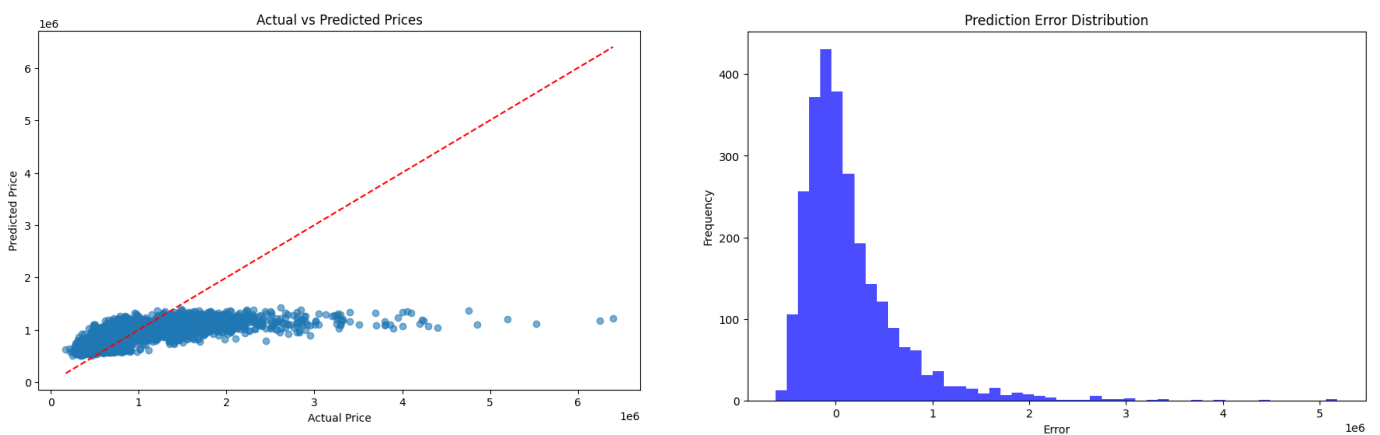 Actual vs Predicted Prices
1e6
6
5
4
3
2
1
0
Predicted Price
0 1 2 3 4 5 6
1e6
Actual Price
Prediction Error Distribution
400
300
200
100
0
Frequency
0 1 2 3 4 5
1e6
Error